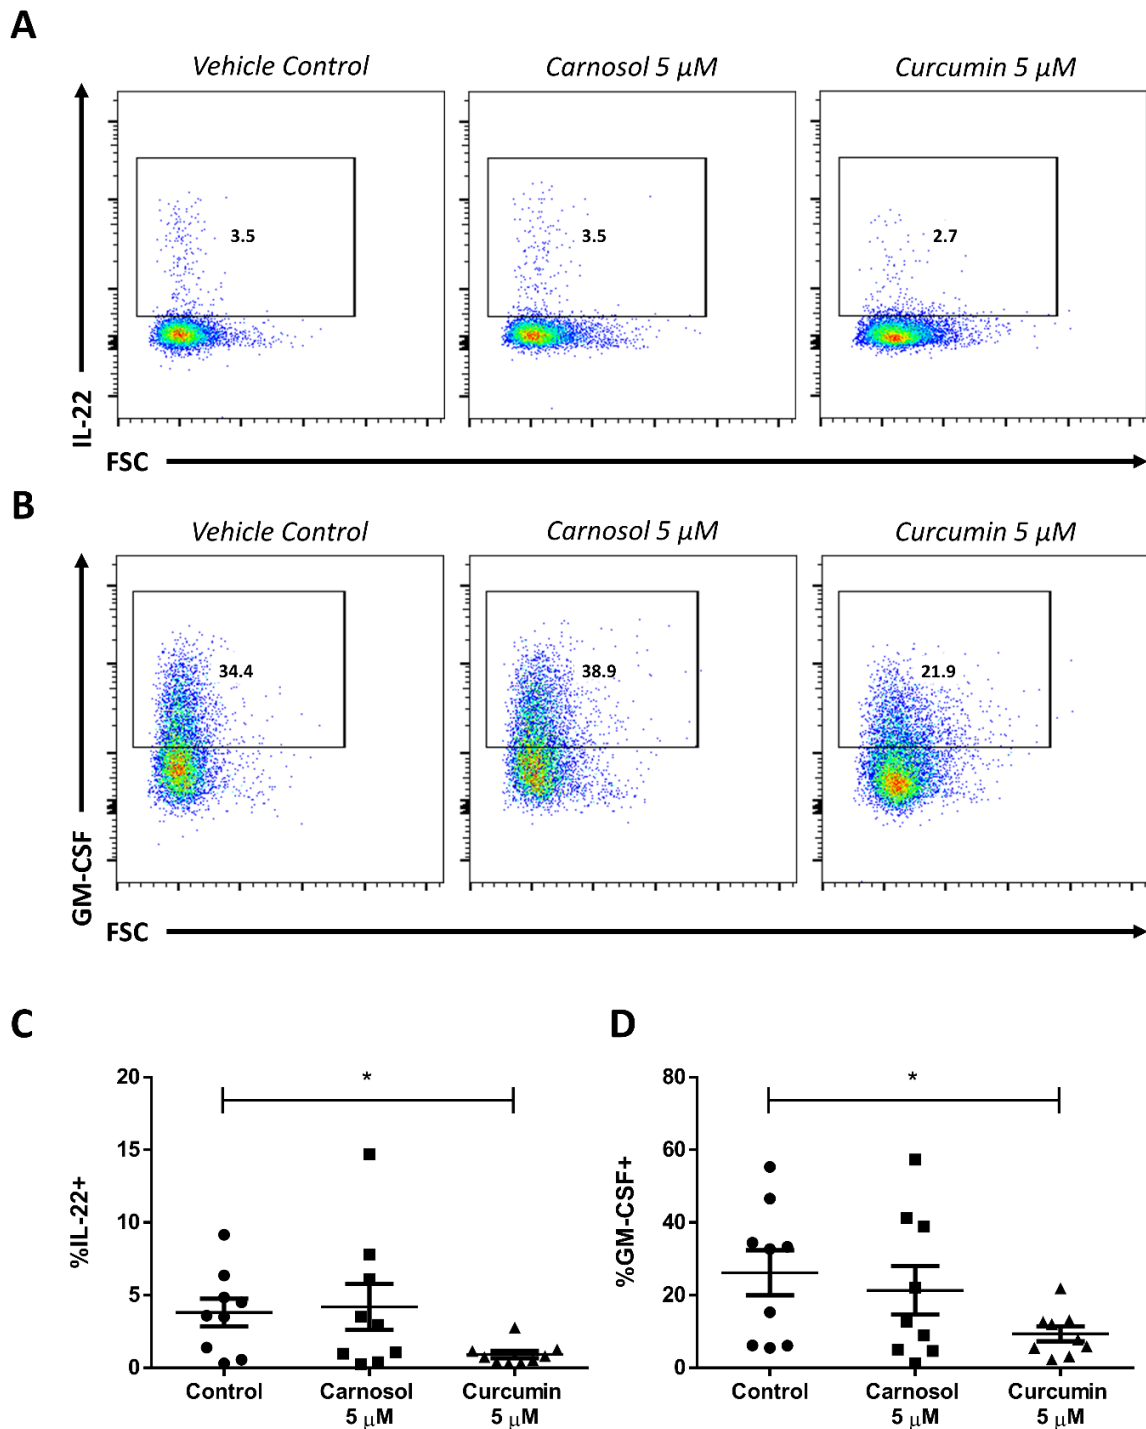 A
Vehicle Control
Carnosol 5 μM
Curcumin 5 μM
3.5
3.5
2.7
IL-22
FSC
B
Vehicle Control
Carnosol 5 μM
Curcumin 5 μM
34.4
38.9
21.9
GM-CSF
FSC
C
%IL-22+
20
15
10
5
0
*
Control
Carnosol
5 μM
Curcumin
5 μM
D
%GM-CSF+
80
60
40
20
0
*
Control
Carnosol
5 μM
Curcumin
5 μM